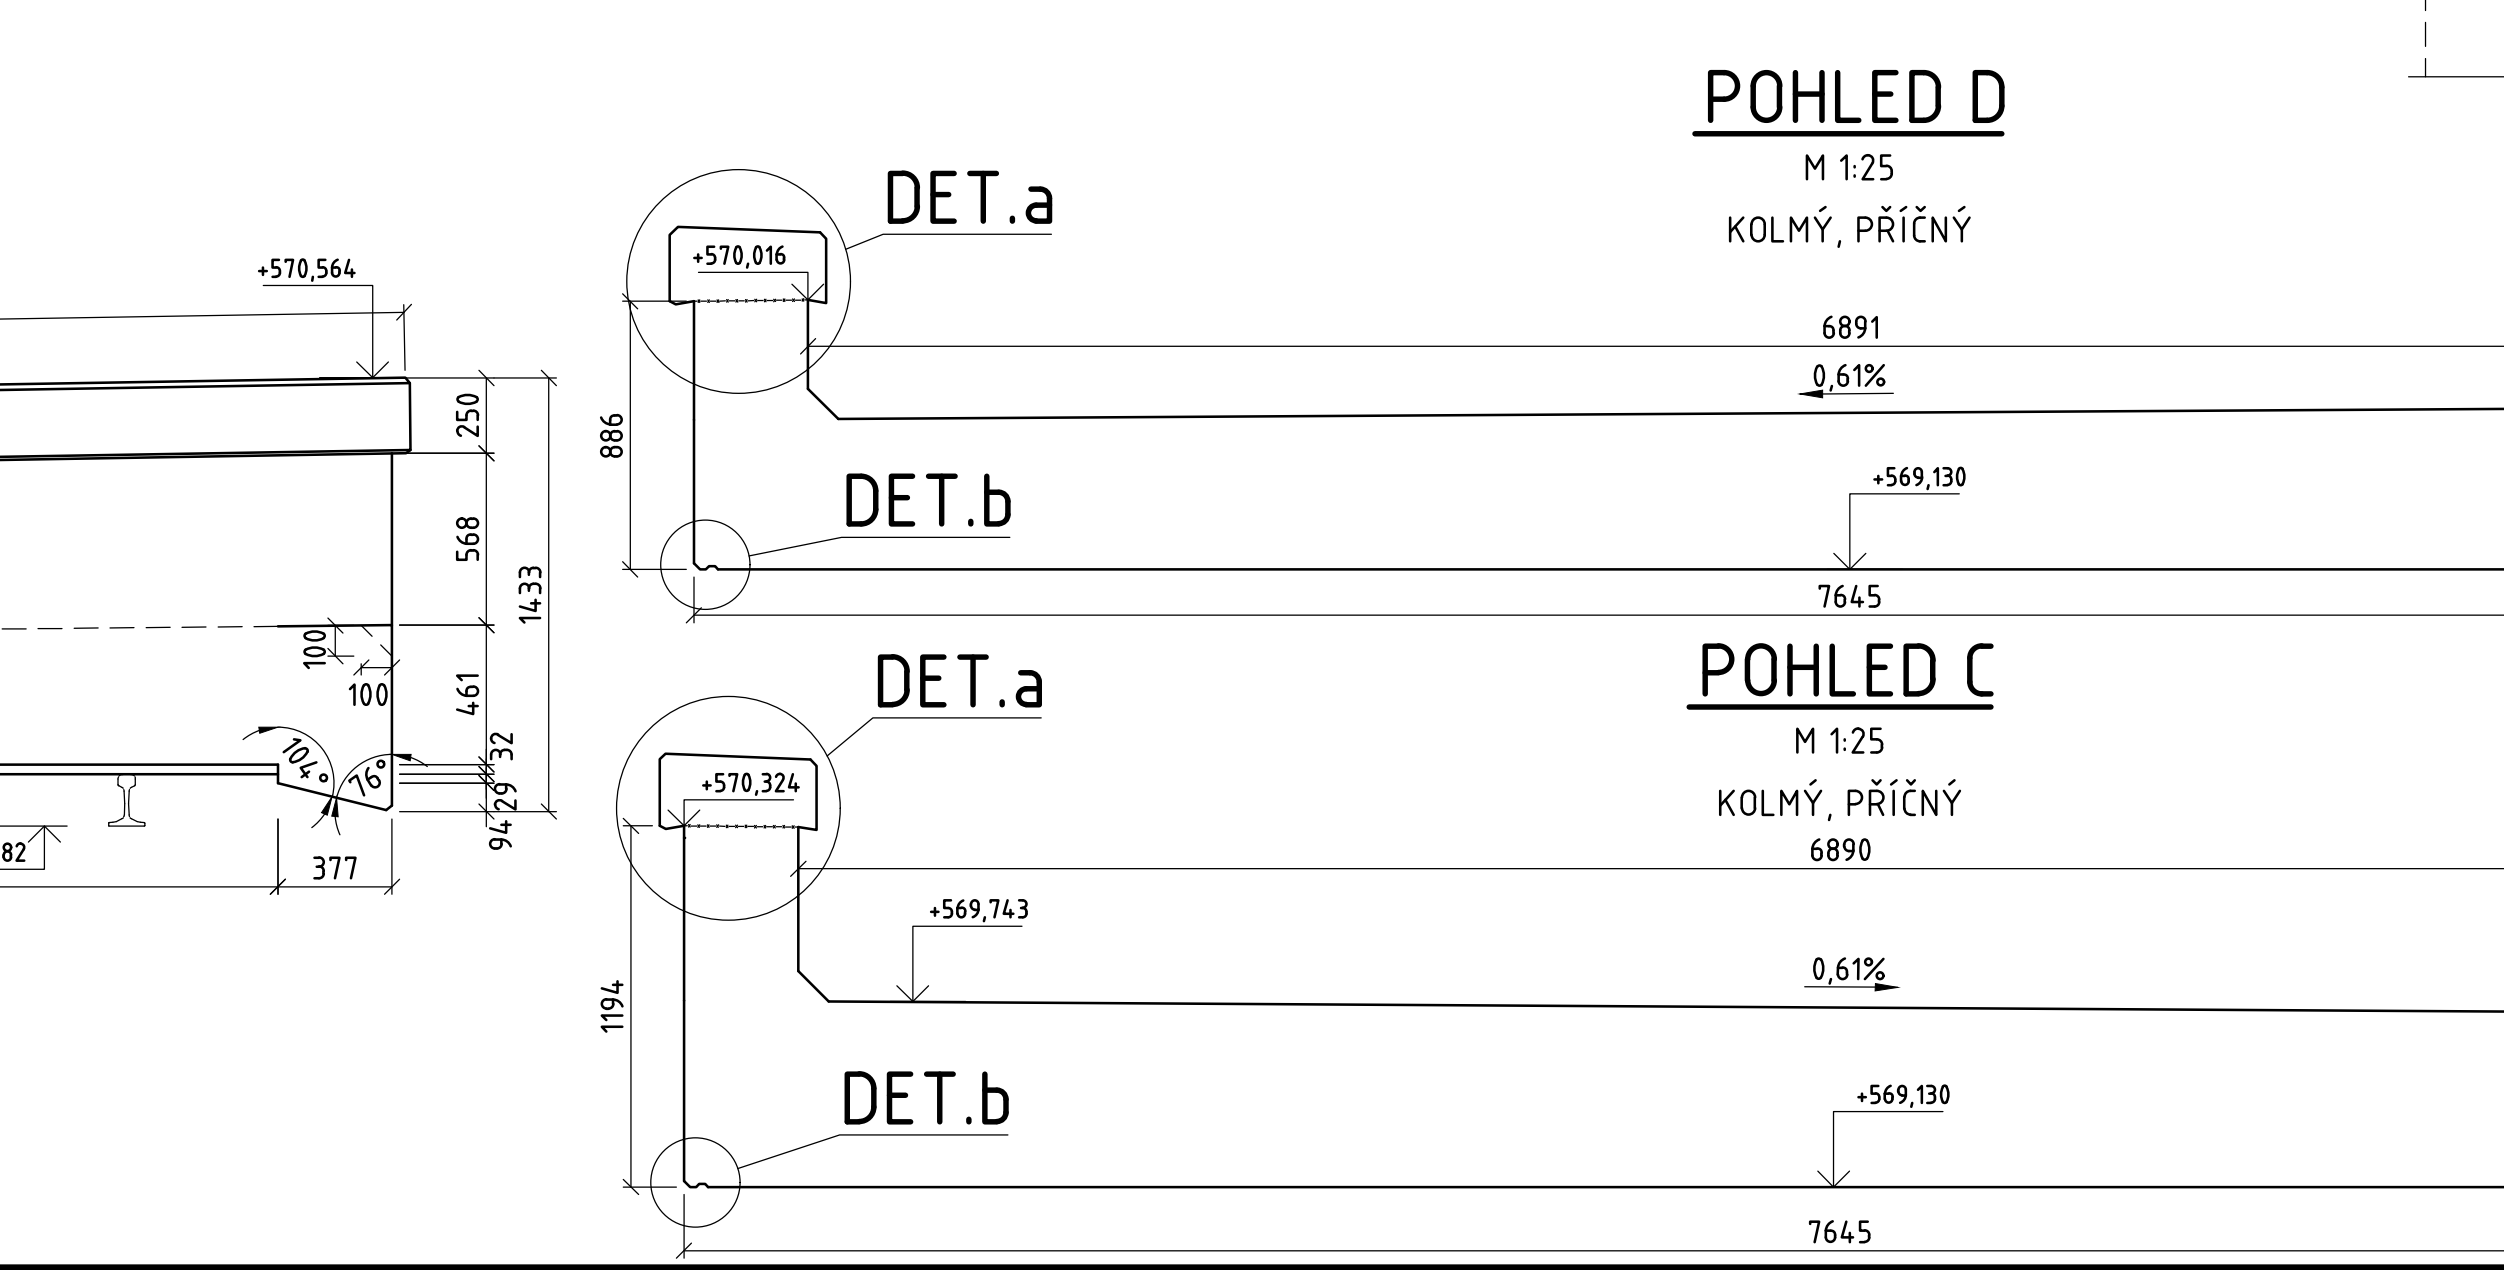 POHLED D
M 1:25
KOLMÝ, PŘÍČNÝ
DET.a
+570,016
+570,564
6891
0,61%
886
250
DET.b
+569,130
568
1433
7645
100
100
461
DET.a
POHLED C
M 1:25
KOLMÝ, PŘÍČNÝ
104°
76°
32
29
94
+570,324
82
377
6890
+569,743
0,61%
1194
DET.b
+569,130
7645